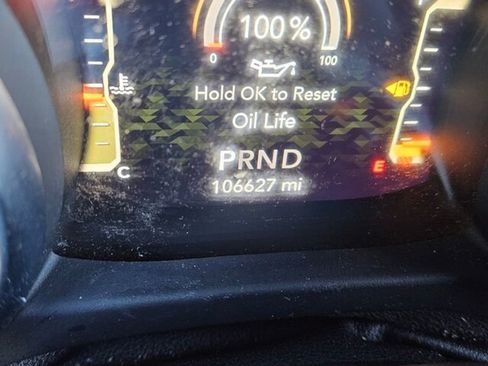 100%
0 100
Hold OK to Reset
Oil Life
PRND
C 106627 mi E